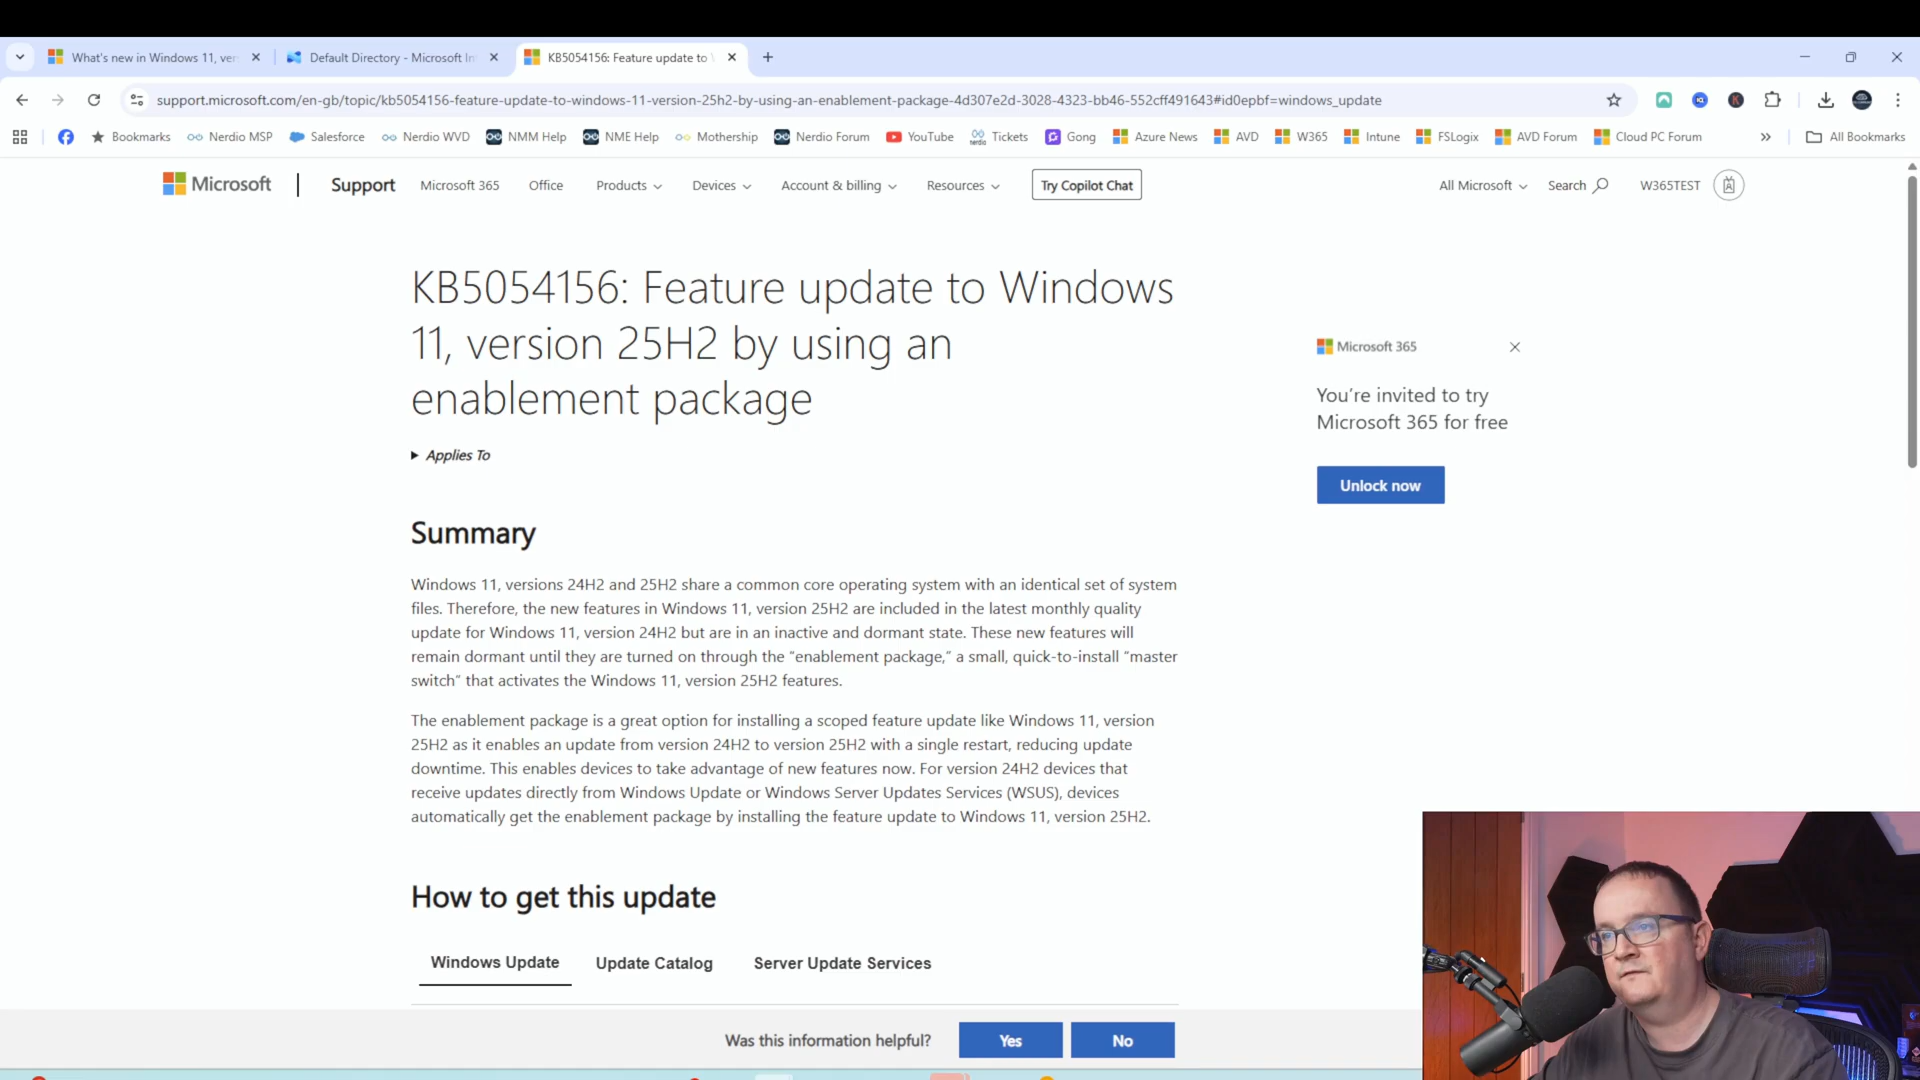 What's new in Windows 11, ver
Default Directory - Microsoft In
KB5054156: Feature update to
support.microsoft.com/en-gb/topic/kb5054156-feature-update-to-windows-11-version-25h2-by-using-an-enablement-package-4d307e2d-3028-4323-bb46-552cff491643#id0epbf=windows_update
Bookmarks Nerdio MSP Salesforce Nerdio WVD NMM Help NME Help Mothership Nerdio Forum YouTube Tickets Gong Azure News AVD W365 Intune FSLogix AVD Forum Cloud PC Forum » All Bookmarks
Microsoft | Support Microsoft 365 Office Products Devices Account & billing Resources Try Copilot Chat All Microsoft Search W365TEST
KB5054156: Feature update to Windows
11, version 25H2 by using an
enablement package
Applies To
Microsoft 365
You're invited to try
Microsoft 365 for free
Unlock now
Summary
Windows 11, versions 24H2 and 25H2 share a common core operating system with an identical set of system
files. Therefore, the new features in Windows 11, version 25H2 are included in the latest monthly quality
update for Windows 11, version 24H2 but are in an inactive and dormant state. These new features will
remain dormant until they are turned on through the "enablement package," a small, quick-to-install "master
switch" that activates the Windows 11, version 25H2 features.
The enablement package is a great option for installing a scoped feature update like Windows 11, version
25H2 as it enables an update from version 24H2 to version 25H2 with a single restart, reducing update
downtime. This enables devices to take advantage of new features now. For version 24H2 devices that
receive updates directly from Windows Update or Windows Server Updates Services (WSUS), devices
automatically get the enablement package by installing the feature update to Windows 11, version 25H2.
How to get this update
Windows Update Update Catalog Server Update Services
Was this information helpful? Yes No